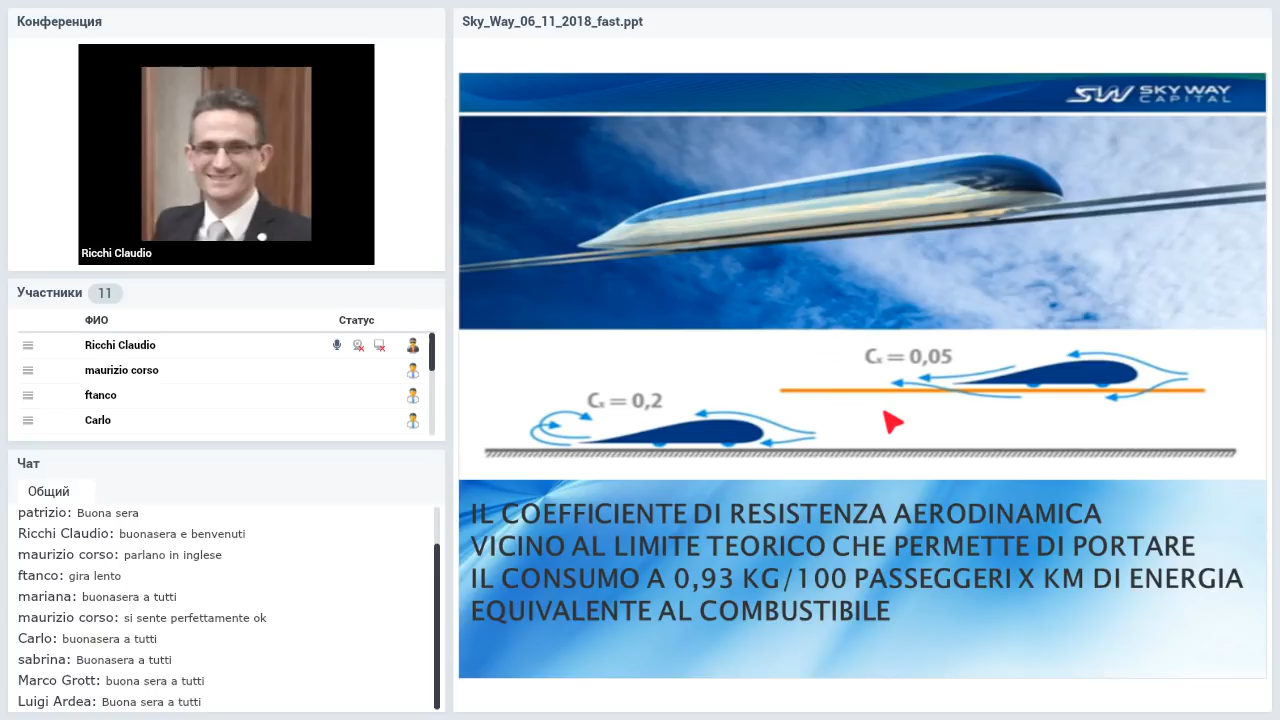 Конференция
Ricchi Claudio
Участники 11
ФИО Статус
Ricchi Claudio
maurizio corso
ftanco
Carlo
Чат
Общий
patrizio: Buona sera
Ricchi Claudio: buonasera e benvenuti
maurizio corso: parlano in inglese
ftanco: gira lento
mariana: buonasera a tutti
maurizio corso: si sente perfettamente ok
Carlo: buonasera a tutti
sabrina: Buonasera a tutti
Marco Grott: buona sera a tutti
Luigi Ardea: Buona sera a tutti
Sky_Way_06_11_2018_fast.ppt
SW SKY WAY
CAPITAL
Cₓ = 0,05
Cₓ = 0,2
IL COEFFICIENTE DI RESISTENZA AERODINAMICA
VICINO AL LIMITE TEORICO CHE PERMETTE DI PORTARE
IL CONSUMO A 0,93 KG/100 PASSEGGERI X KM DI ENERGIA
EQUIVALENTE AL COMBUSTIBILE